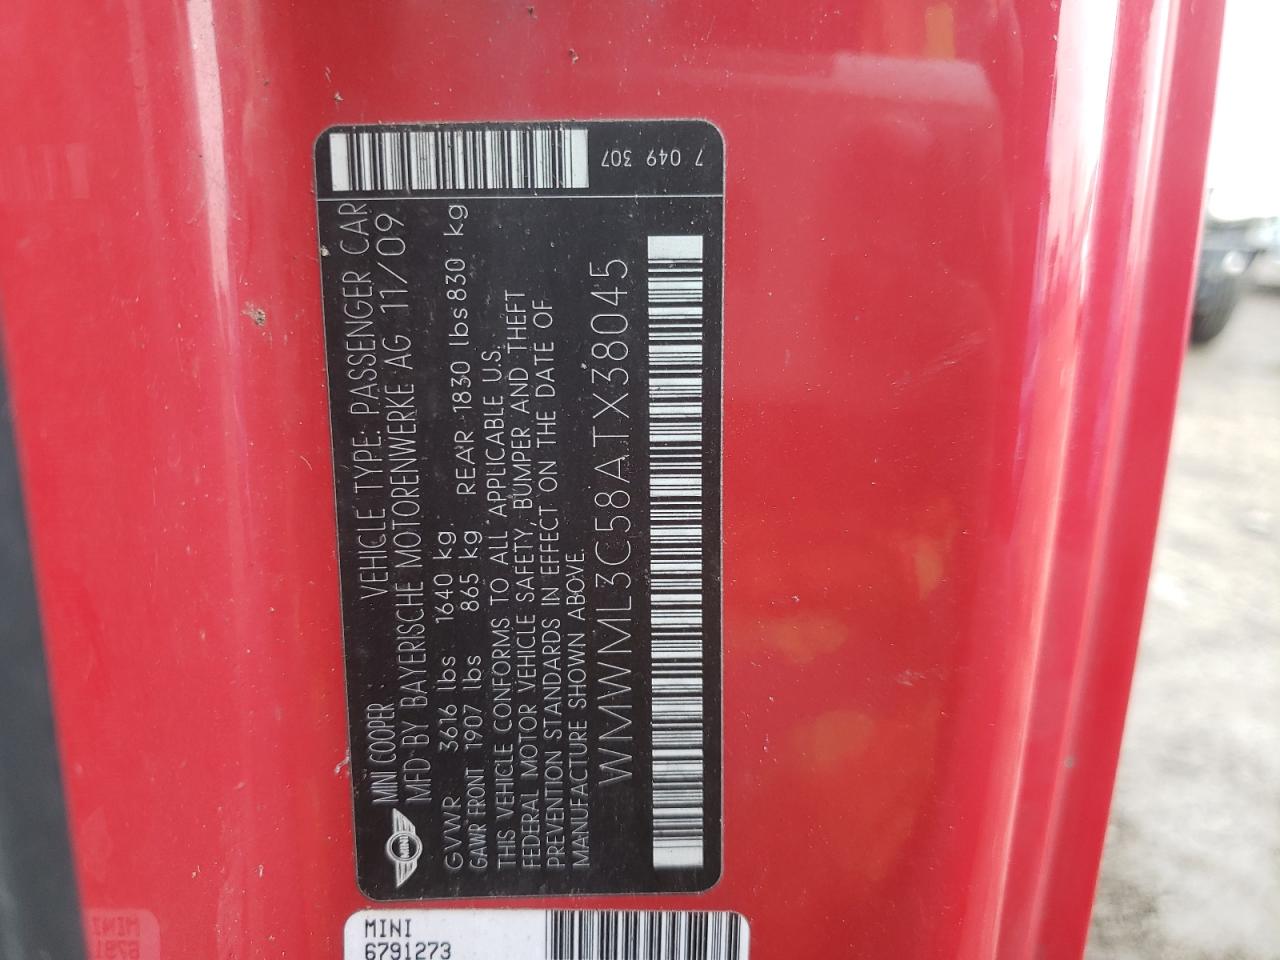 MINI COOPER : VEHICLE TYPE: PASSENGER CAR
MFD BY BAYERISCHE MOTORENWERKE AG 11/09
GVWR 3616 lbs 1640 kg
GAWR FRONT 1907 lbs 865 kg REAR 1830 lbs 830 kg
THIS VEHICLE CONFORMS TO ALL APPLICABLE U.S.
FEDERAL MOTOR VEHICLE SAFETY, BUMPER AND THEFT
PREVENTION STANDARDS IN EFFECT ON THE DATE OF
MANUFACTURE SHOWN ABOVE.
WMWML3C58ATX38045
7 049 307
MINI
MINI
6791273